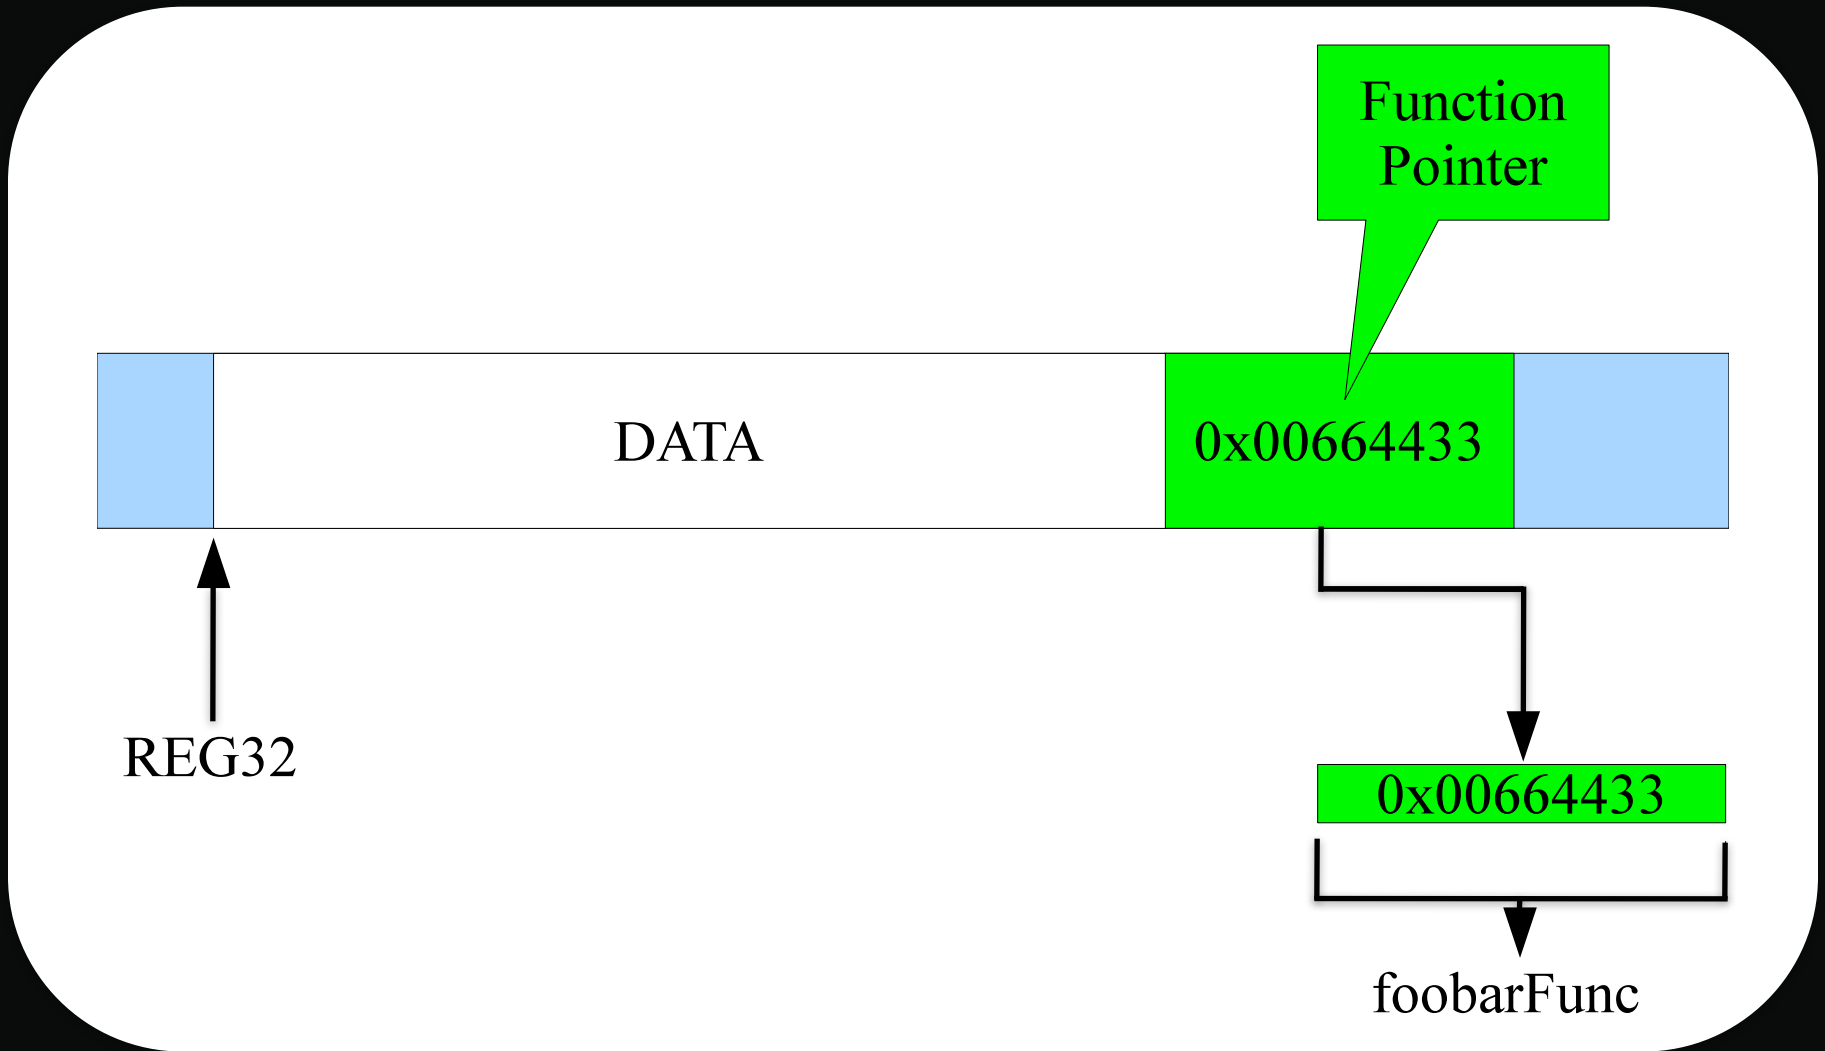 Function
Pointer
DATA
0x00664433
REG32
0x00664433
foobarFunc